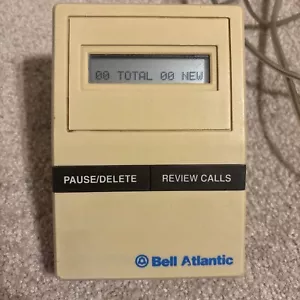 00 TOTAL 00 NEW
PAUSE/DELETE REVIEW CALLS
Bell Atlantic